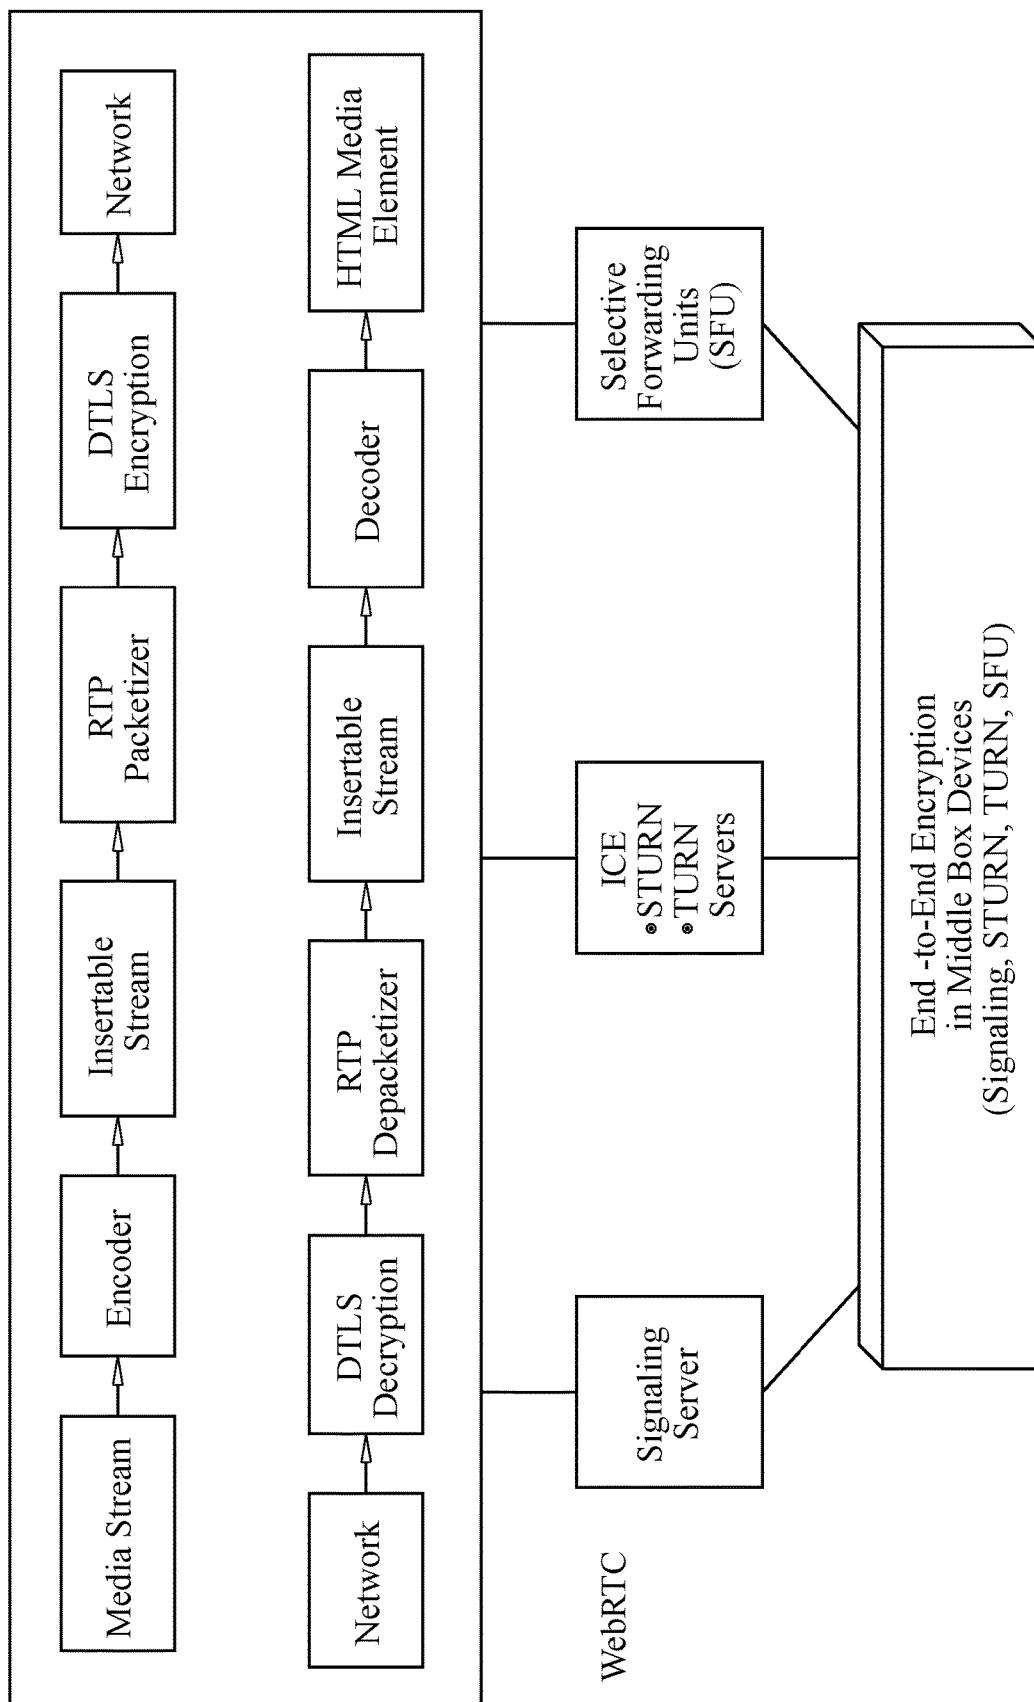 Media Stream
Encoder
Insertable
Stream
RTP
Packetizer
DTLS
Encryption
Network
Network
DTLS
Decryption
RTP
Depacketizer
Insertable
Stream
Decoder
HTML Media
Element
WebRTC
Signaling
Server
ICE
• STURN
• TURN
Servers
Selective
Forwarding
Units
(SFU)
End -to-End Encryption
in Middle Box Devices
(Signaling, STURN, TURN, SFU)